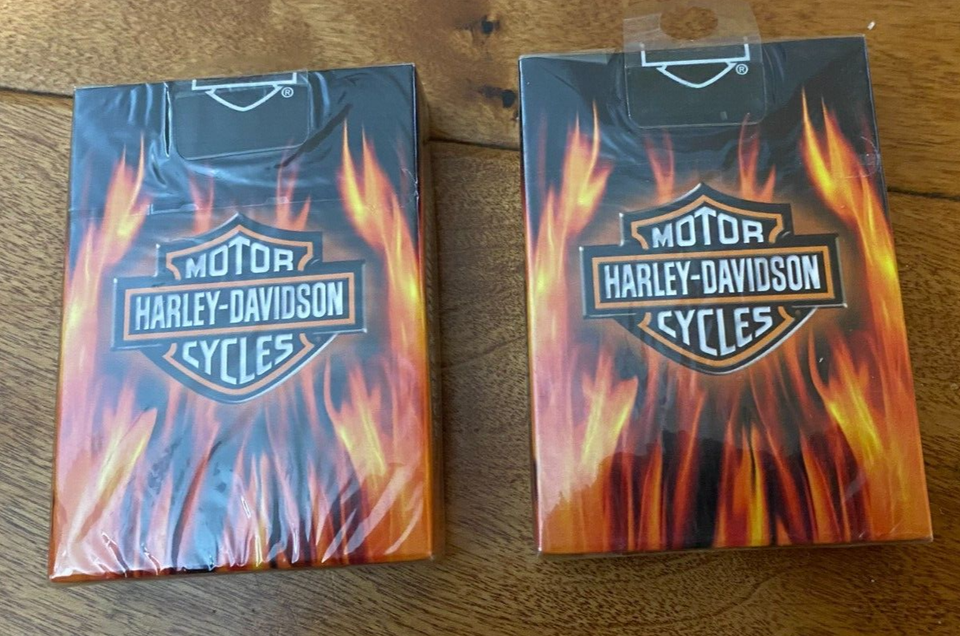 ®
MOTOR
HARLEY-DAVIDSON
CYCLES
®
MOTOR
HARLEY-DAVIDSON
CYCLES